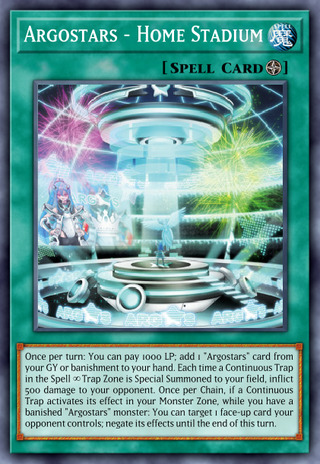 Argostars - Home Stadium
魔
[Spell Card]
Once per turn: You can pay 1000 LP; add 1 "Argostars" card from
your GY or banishment to your hand. Each time a Continuous Trap
in the Spell & Trap Zone is Special Summoned to your field, inflict
500 damage to your opponent. Once per Chain, if a Continuous
Trap activates its effect in your Monster Zone, while you have a
banished "Argostars" monster: You can target 1 face-up card your
opponent controls; negate its effects until the end of this turn.